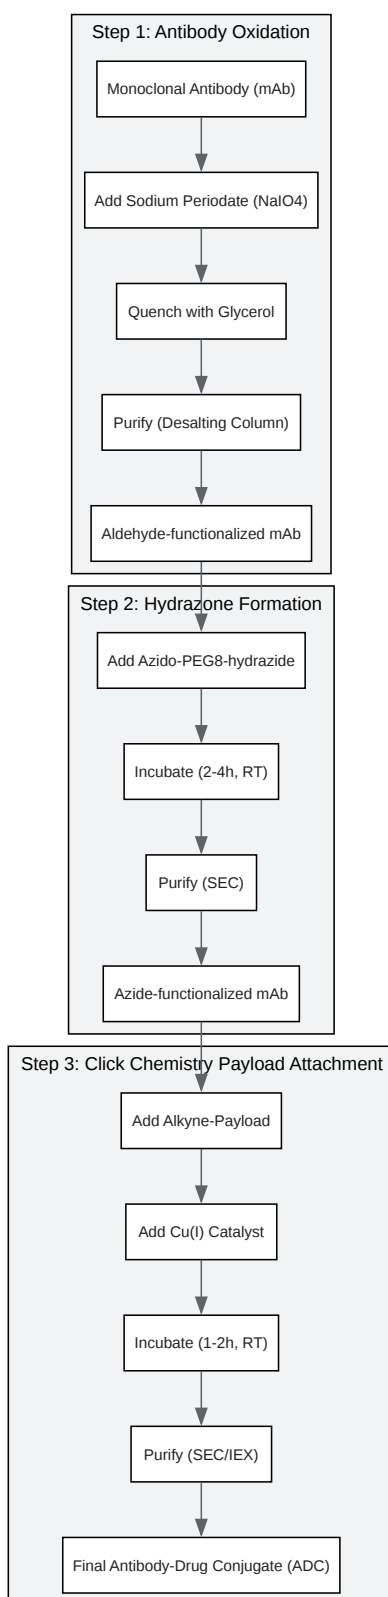 Step 1: Antibody Oxidation
Monoclonal Antibody (mAb)
Add Sodium Periodate (NaIO4)
Quench with Glycerol
Purify (Desalting Column)
Aldehyde-functionalized mAb
Step 2: Hydrazone Formation
Add Azido-PEG8-hydrazide
Incubate (2-4h, RT)
Purify (SEC)
Azide-functionalized mAb
Step 3: Click Chemistry Payload Attachment
Add Alkyne-Payload
Add Cu(I) Catalyst
Incubate (1-2h, RT)
Purify (SEC/IEX)
Final Antibody-Drug Conjugate (ADC)